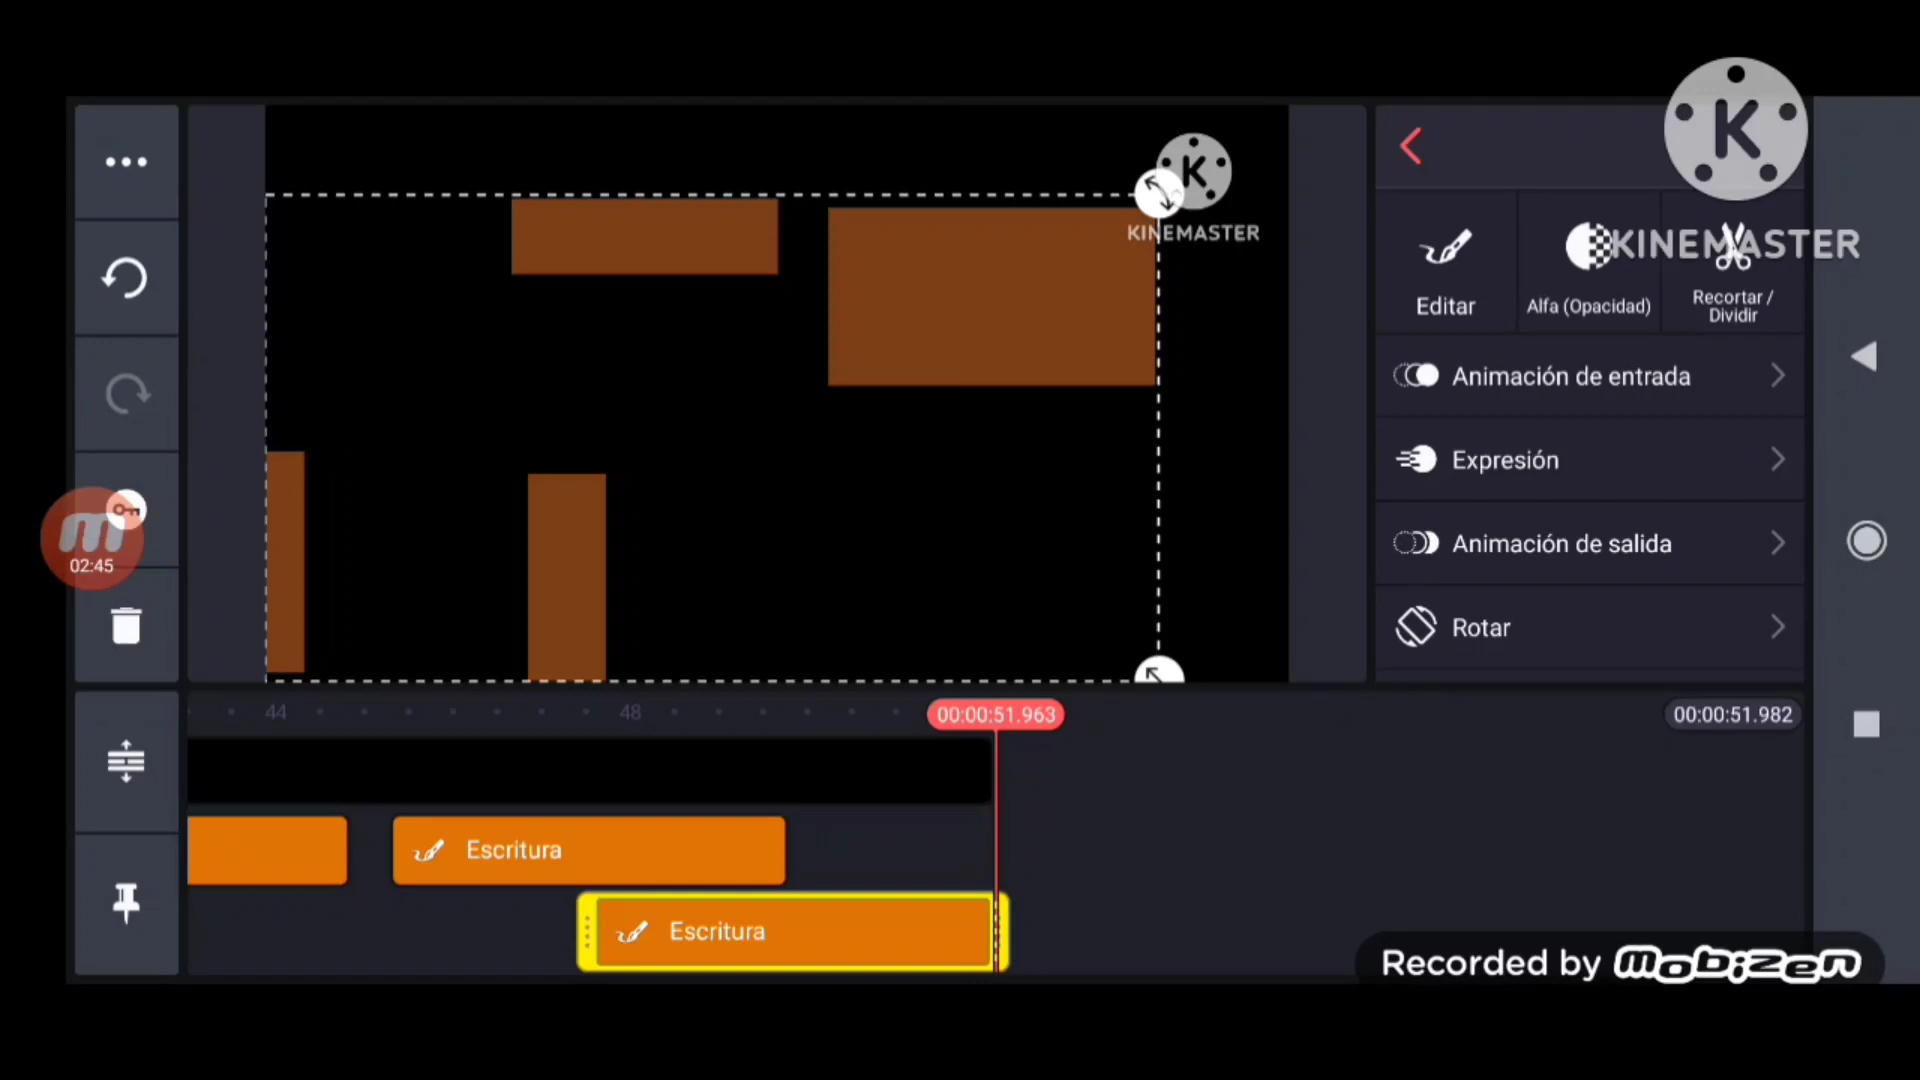 K
K
KINEMASTER
KINEMASTER
Editar
Alfa (Opacidad)
Recortar /
Dividir
Animación de entrada
Expresión
Animación de salida
Rotar
m
02:45
44
48
00:00:51.963
00:00:51.982
Escritura
Escritura
Recorded by mobizen